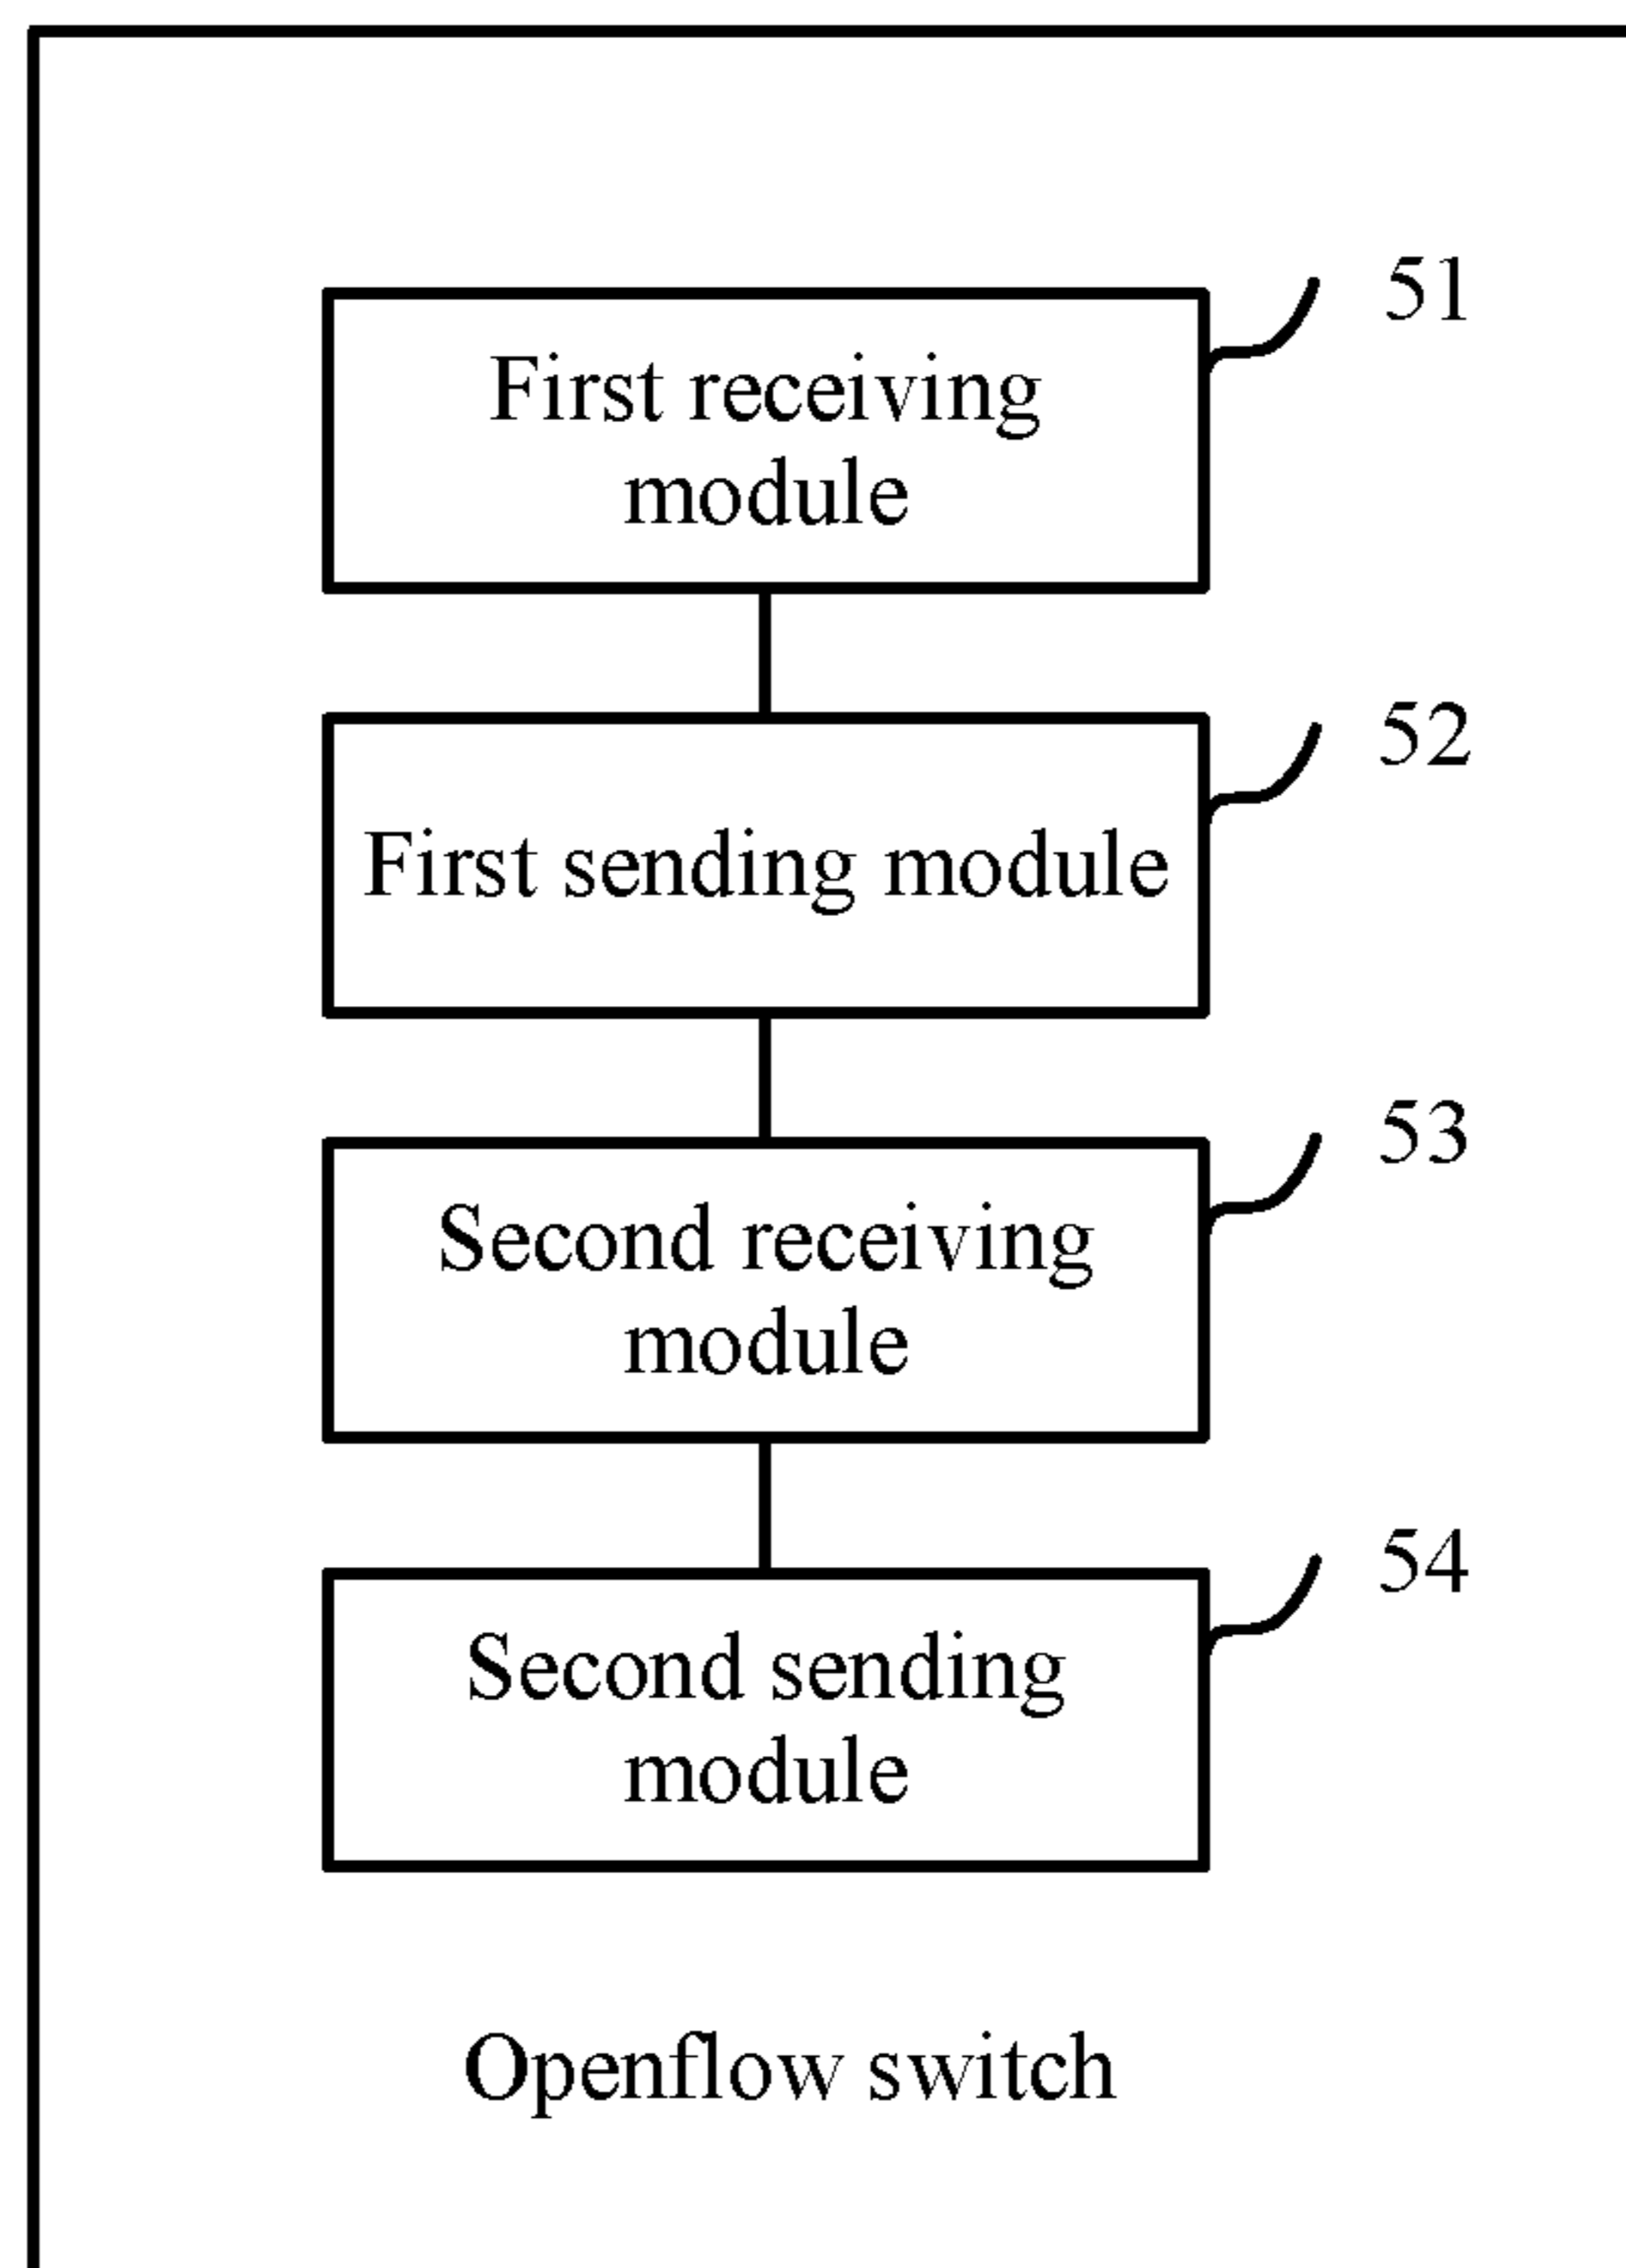 51
First receiving
module
52
First sending module
53
Second receiving
module
54
Second sending
module
Openflow switch